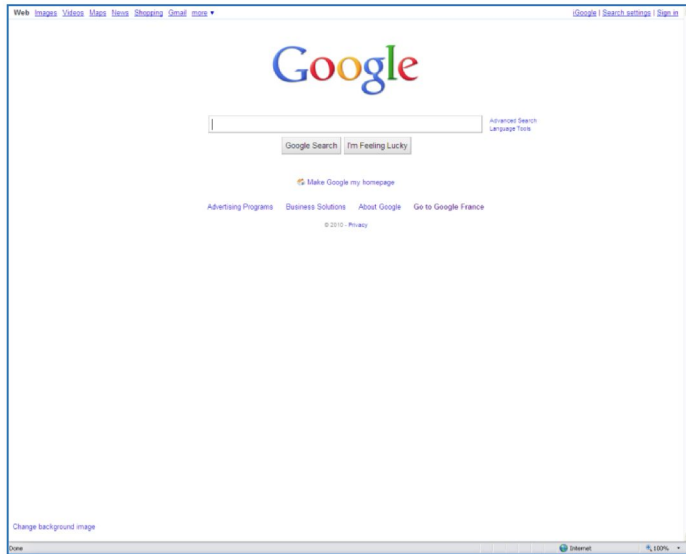 Web Images Videos Maps News Shopping Gmail more ▼
iGoogle | Search settings | Sign in
Google
Advanced Search
Language Tools
Google Search I'm Feeling Lucky
Make Google my homepage
Advertising Programs Business Solutions About Google Go to Google France
© 2010 - Privacy
Change background image
Done Internet 100%